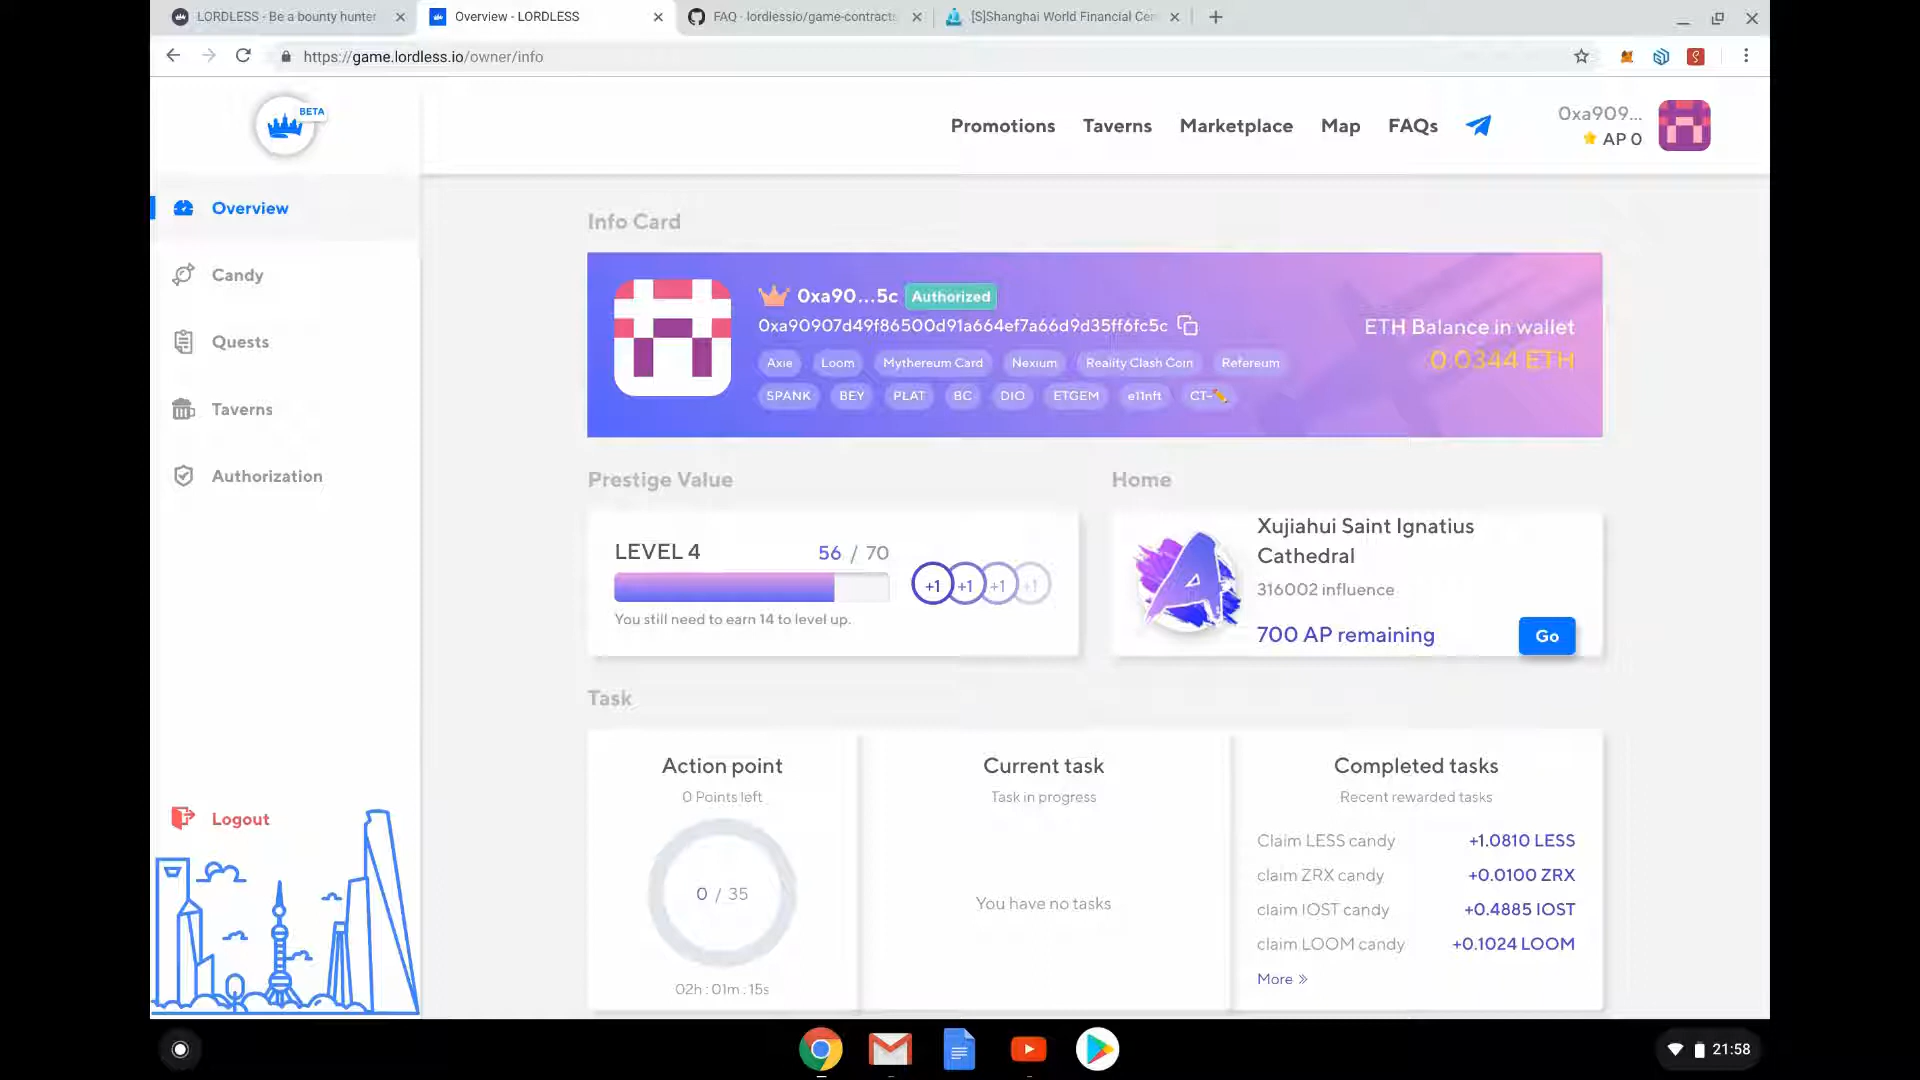 LORDLESS - Be a bounty hunter
Overview - LORDLESS
FAQ · lordlessio/game-contracts
[S]Shanghai World Financial Cen
https://game.lordless.io/owner/info
BETA
Promotions
Taverns
Marketplace
Map
FAQs
0xa909...
AP 0
Overview
Candy
Quests
Taverns
Authorization
Logout
Info Card
0xa90...5c Authorized
0xa90907d49f86500d91a664ef7a66d9d35ff6fc5c
Axie Loom Mythereum Card Nexium Reality Clash Coin Refereum
SPANK BEY PLAT BC DIO ETGEM e11nft CT-✏️
ETH Balance in wallet
0.0344 ETH
Prestige Value
LEVEL 4 56 / 70
+1 +1 +1 +1
You still need to earn 14 to level up.
Home
Xujiahui Saint Ignatius
Cathedral
316002 influence
700 AP remaining
Go
Task
Action point
0 Points left
0 / 35
02h : 01m : 15s
Current task
Task in progress
You have no tasks
Completed tasks
Recent rewarded tasks
Claim LESS candy +1.0810 LESS
claim ZRX candy +0.0100 ZRX
claim IOST candy +0.4885 IOST
claim LOOM candy +0.1024 LOOM
More »
21:58